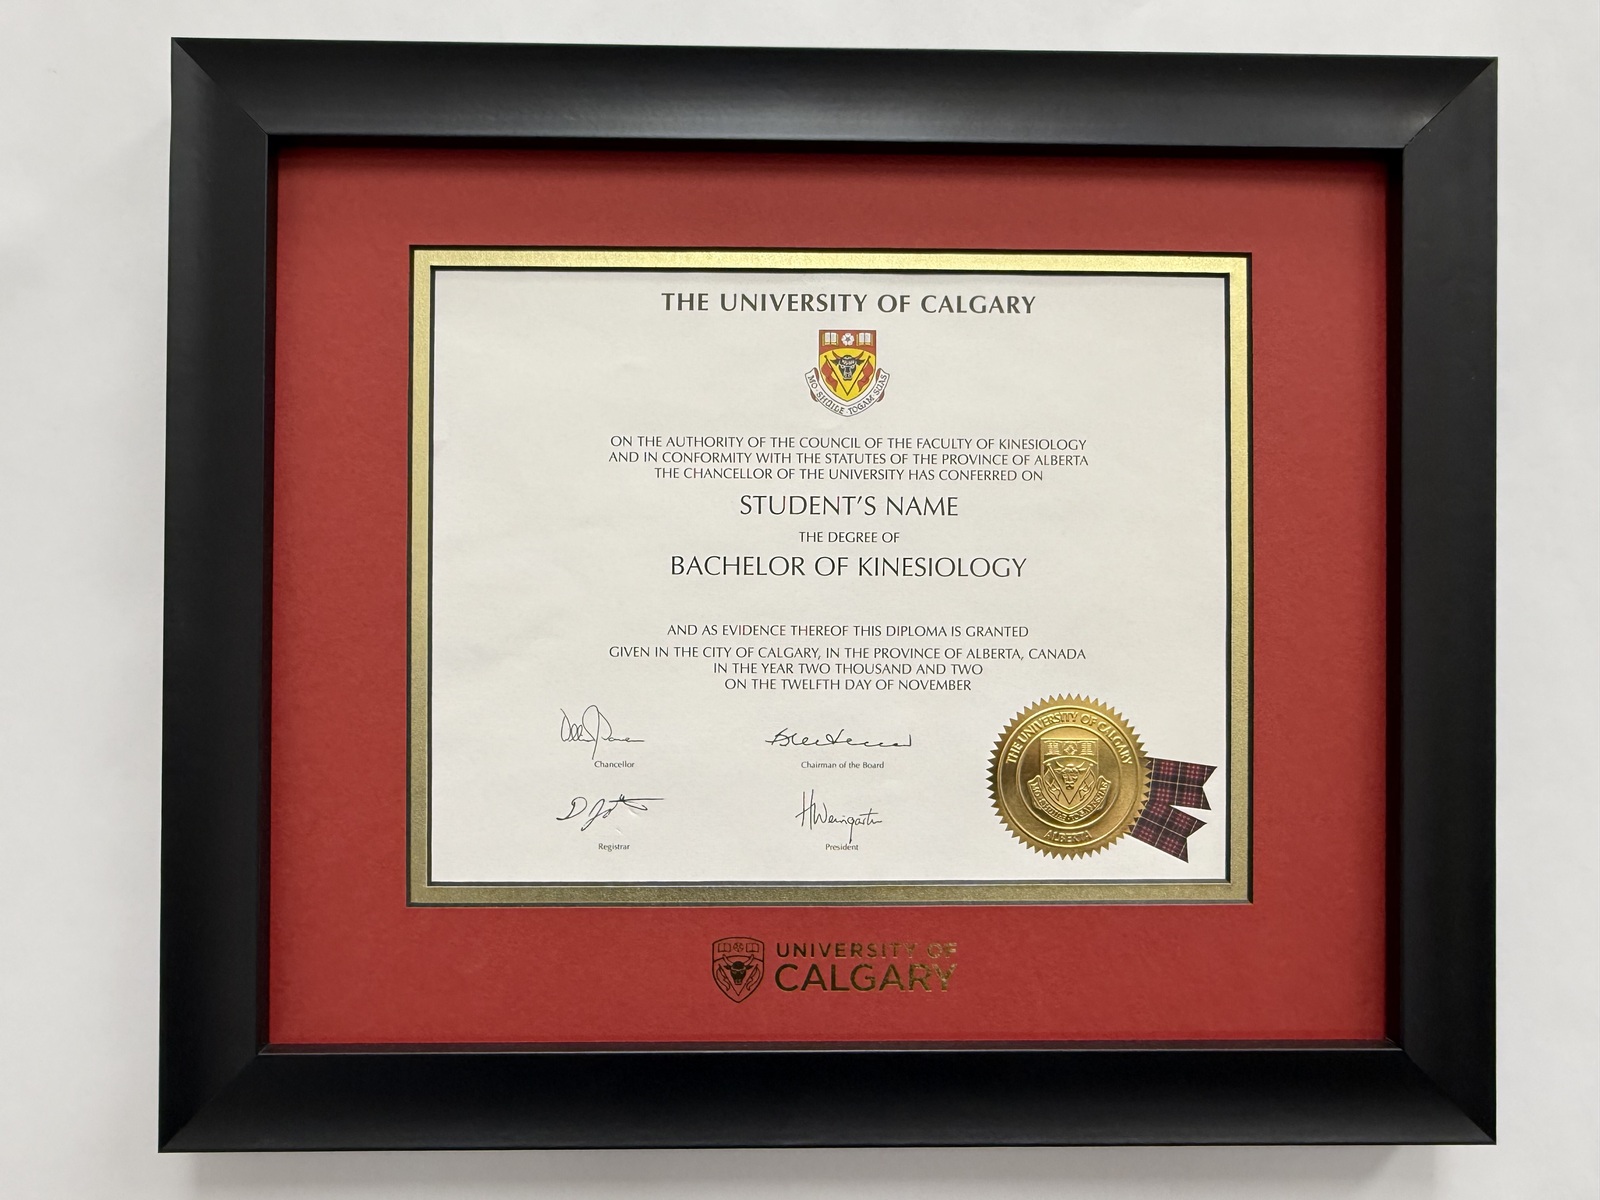 THE UNIVERSITY OF CALGARY
MO·SHÙILE·TOGAM·SUAS
ON THE AUTHORITY OF THE COUNCIL OF THE FACULTY OF KINESIOLOGY
AND IN CONFORMITY WITH THE STATUTES OF THE PROVINCE OF ALBERTA
THE CHANCELLOR OF THE UNIVERSITY HAS CONFERRED ON
STUDENT'S NAME
THE DEGREE OF
BACHELOR OF KINESIOLOGY
AND AS EVIDENCE THEREOF THIS DIPLOMA IS GRANTED
GIVEN IN THE CITY OF CALGARY, IN THE PROVINCE OF ALBERTA, CANADA
IN THE YEAR TWO THOUSAND AND TWO
ON THE TWELFTH DAY OF NOVEMBER
Chancellor
Chairman of the Board
HWeingarten
Registrar
President
THE UNIVERSITY OF CALGARY
ALBERTA
UNIVERSITY OF
CALGARY